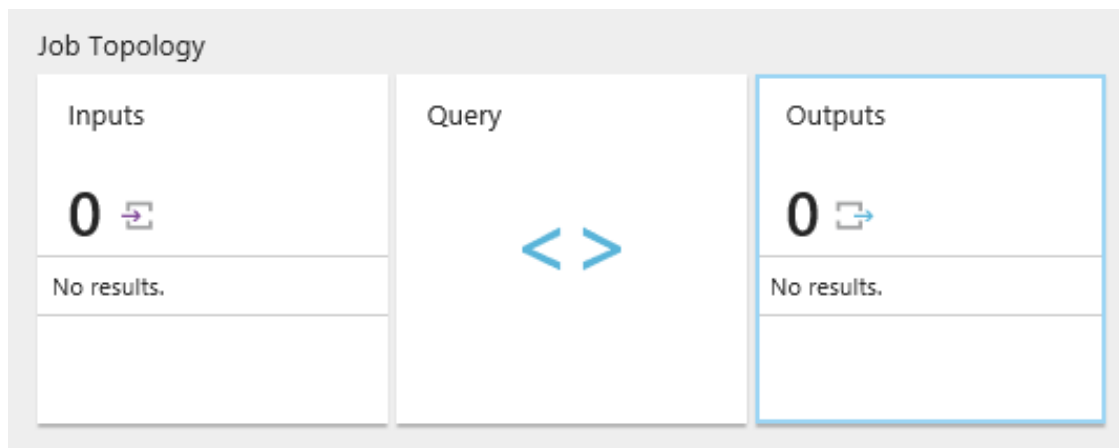 Job Topology
Inputs
0
No results.
Query
< >
Outputs
0
No results.